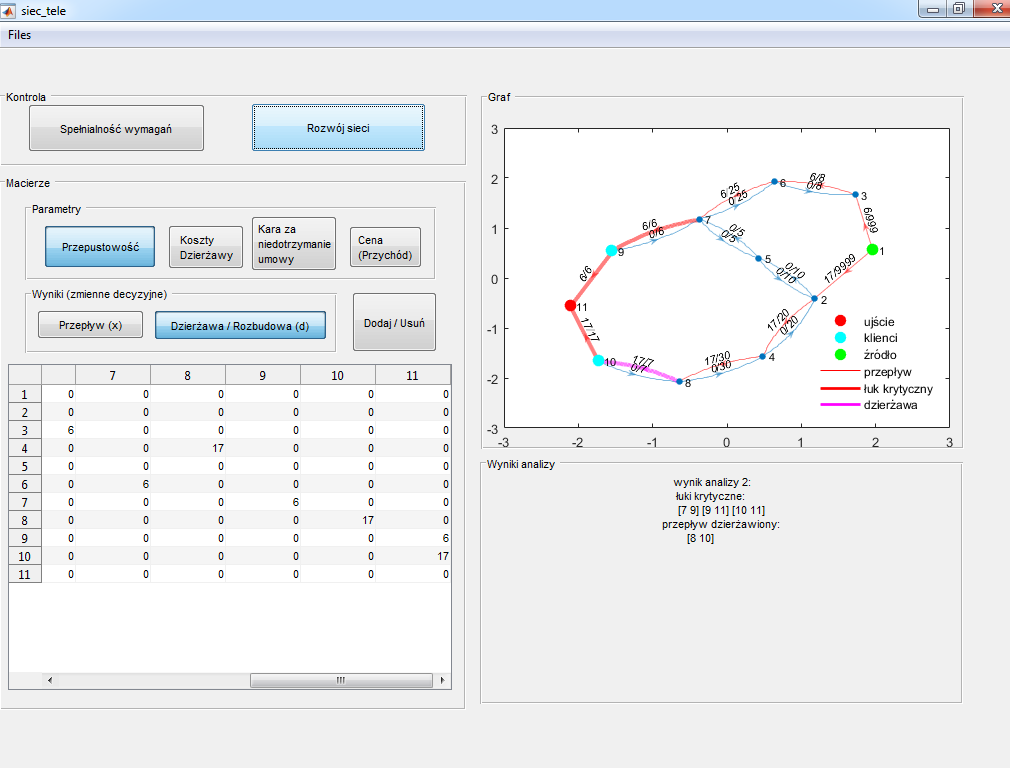 siec_tele
Files
Kontrola
Spełnialność wymagań
Rozwój sieci
Macierze
Parametry
Przepustowość
Koszty
Dzierżawy
Kara za
niedotrzymanie
umowy
Cena
(Przychód)
Wyniki (zmienne decyzyjne)
Przepływ (x)
Dzierżawa / Rozbudowa (d)
Dodaj / Usuń
7 8 9 10 11
1 0 0 0 0 0 0
2 0 0 0 0 0 0
3 6 0 0 0 0 0
4 0 0 17 0 0 0
5 0 0 0 0 0 0
6 0 6 0 0 0 0
7 0 0 0 6 0 0
8 0 0 0 0 17 0
9 0 0 0 0 0 6
10 0 0 0 0 0 17
11 0 0 0 0 0 0
Graf
3
2
1
0
-1
-2
-3
-3 -2 -1 0 1 2 3
6/8
0/8
6
3
6/25
0/25
6/999
7
6/6
0/6
0/5
0/5
9
1
5
0/10
0/10
17/9999
6/6
2
11
17/20
0/20
17/17
10
17/7
0/7
17/30
0/30
4
8
ujście
klienci
źródło
przepływ
łuk krytyczny
dzierżawa
Wyniki analizy
wynik analizy 2:
łuki krytyczne:
[7 9] [9 11] [10 11]
przepływ dzierżawiony:
[8 10]